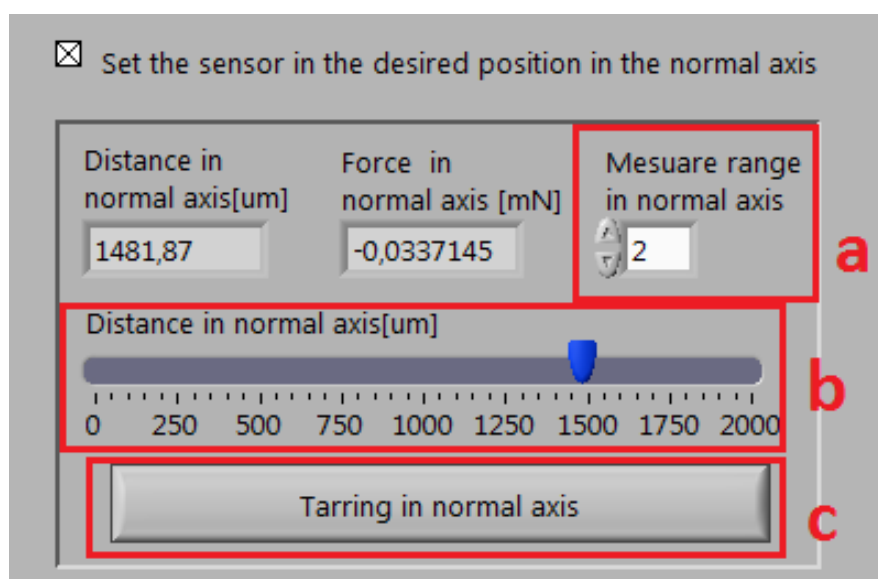 Set the sensor in the desired position in the normal axis
Distance in
normal axis[um]
1481,87
Force in
normal axis [mN]
-0,0337145
Mesuare range
in normal axis
2
a
Distance in normal axis[um]
0 250 500 750 1000 1250 1500 1750 2000
b
Tarring in normal axis
c